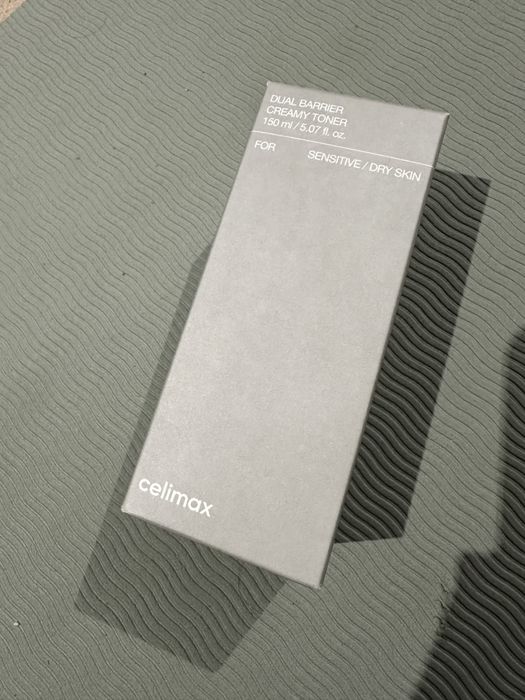 DUAL BARRIER
CREAMY TONER
150 ml / 5.07 fl. oz.
FOR SENSITIVE / DRY SKIN
celimax